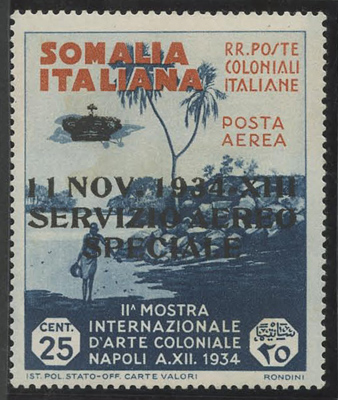 SOMALIA
ITALIANA
RR. POSTE
COLONIALI
ITALIANE
POSTA
AEREA
11 NOV. 1934-XIII
SERVIZIO AEREO
SPECIALE
IIᴬ MOSTRA
INTERNAZIONALE
D'ARTE COLONIALE
NAPOLI A.XII. 1934
CENT.
25
٢٥
IST. POL. STATO-OFF. CARTE VALORI
RONDINI